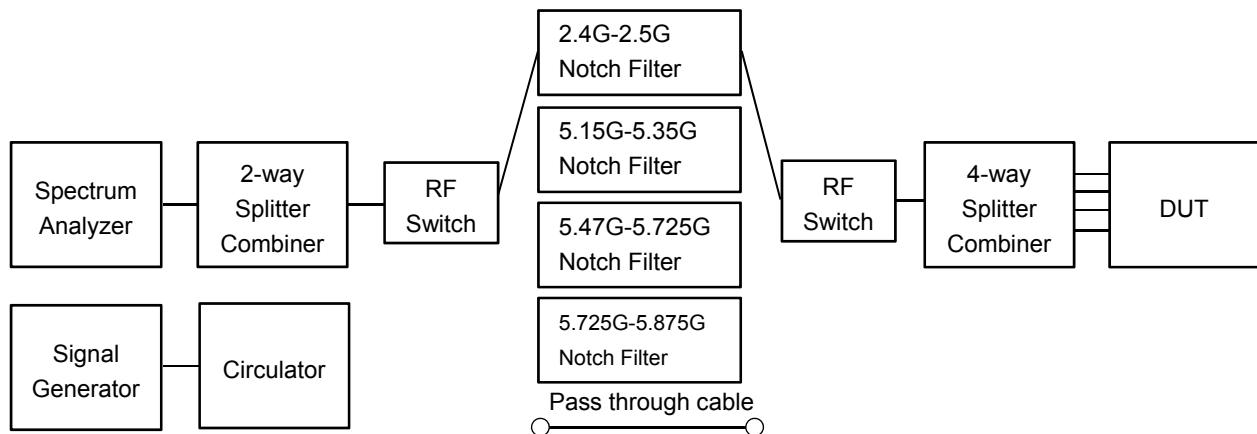 2.4G-2.5G
Notch Filter
5.15G-5.35G
Notch Filter
Spectrum
Analyzer
2-way
Splitter
Combiner
RF
Switch
5.47G-5.725G
Notch Filter
RF
Switch
4-way
Splitter
Combiner
DUT
Signal
Generator
Circulator
5.725G-5.875G
Notch Filter
Pass through cable